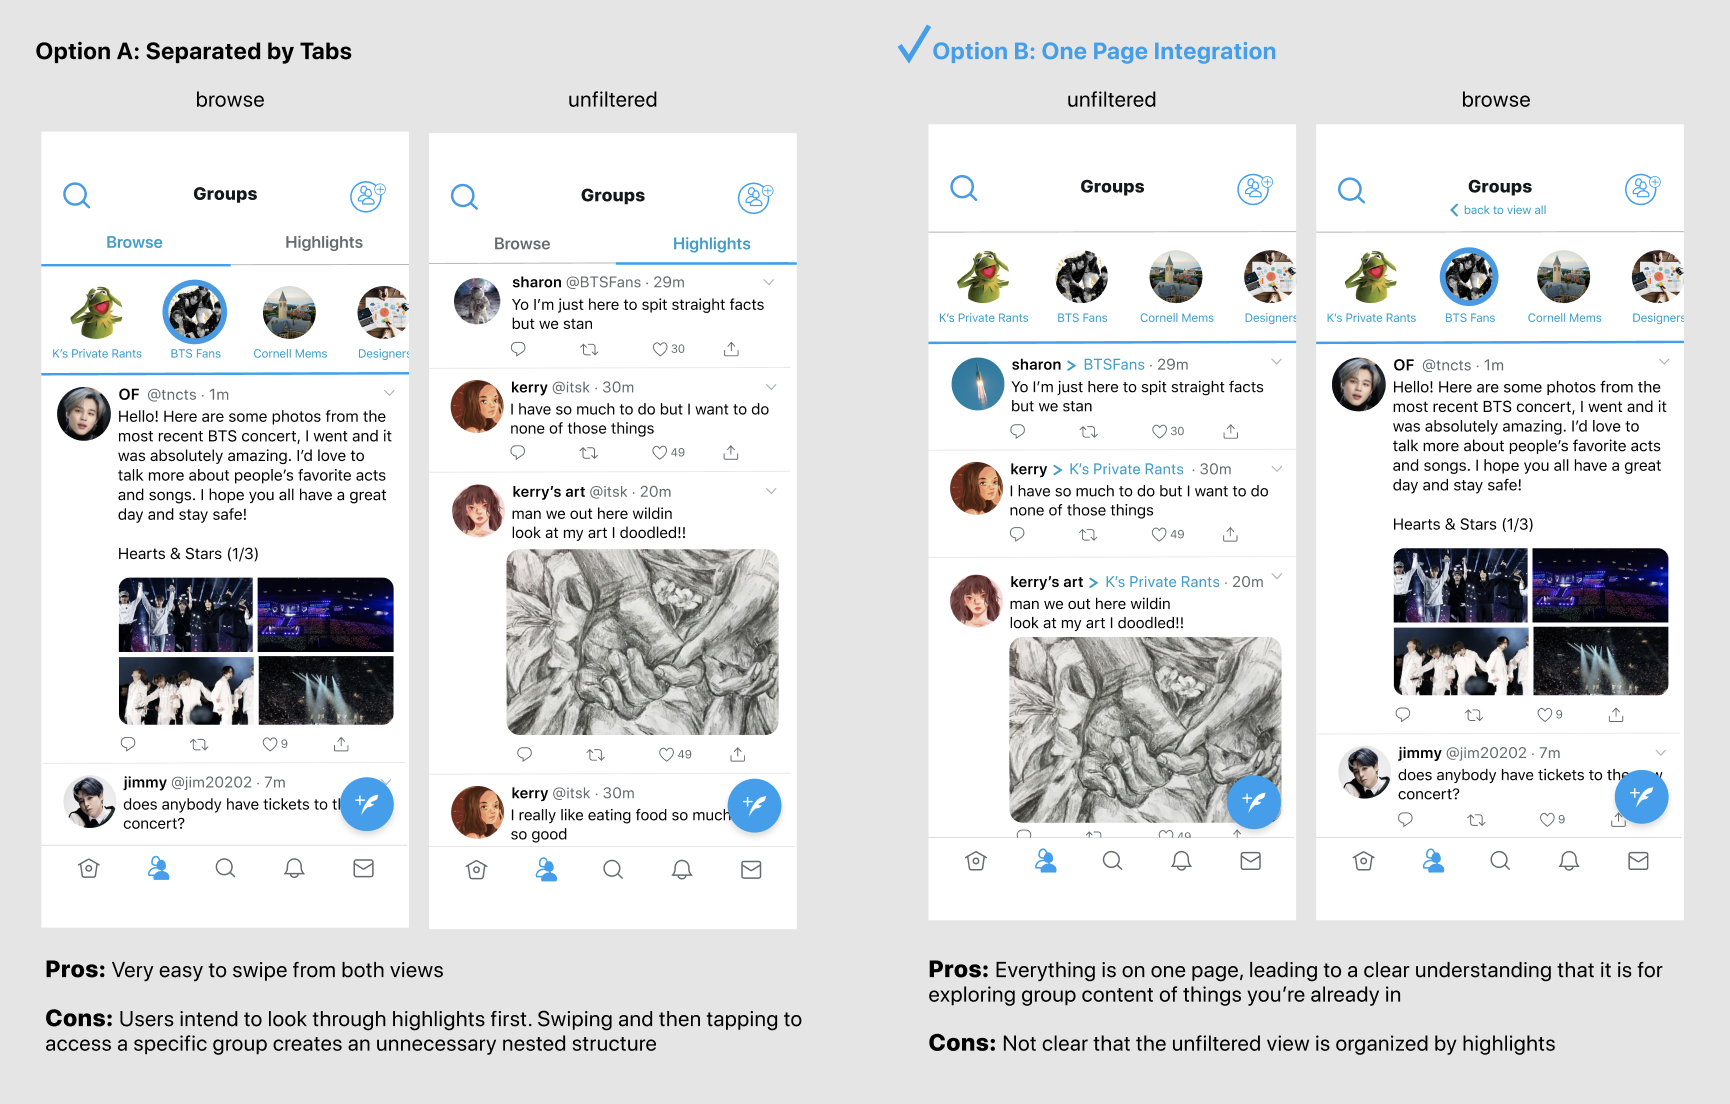 Option A: Separated by Tabs
browse
unfiltered
Groups
Browse
Highlights
K's Private Rants
BTS Fans
Cornell Mems
Designers
OF @tncts · 1m
Hello! Here are some photos from the
most recent BTS concert, I went and it
was absolutely amazing. I'd love to
talk more about people's favorite acts
and songs. I hope you all have a great
day and stay safe!
Hearts & Stars (1/3)
9
jimmy @jim20202 · 7m
does anybody have tickets to t
concert?
Groups
Browse
Highlights
sharon @BTSFans · 29m
Yo I'm just here to spit straight facts
but we stan
30
kerry @itsk · 30m
I have so much to do but I want to do
none of those things
49
kerry's art @itsk · 20m
man we out here wildin
look at my art I doodled!!
49
kerry @itsk · 30m
I really like eating food so much
so good
Pros: Very easy to swipe from both views
Cons: Users intend to look through highlights first. Swiping and then tapping to
access a specific group creates an unnecessary nested structure
Option B: One Page Integration
unfiltered
browse
Groups
K's Private Rants
BTS Fans
Cornell Mems
Designers
sharon > BTSFans · 29m
Yo I'm just here to spit straight facts
but we stan
30
kerry > K's Private Rants · 30m
I have so much to do but I want to do
none of those things
49
kerry's art > K's Private Rants · 20m
man we out here wildin
look at my art I doodled!!
49
Groups
back to view all
K's Private Rants
BTS Fans
Cornell Mems
Designers
OF @tncts · 1m
Hello! Here are some photos from the
most recent BTS concert, I went and it
was absolutely amazing. I'd love to
talk more about people's favorite acts
and songs. I hope you all have a great
day and stay safe!
Hearts & Stars (1/3)
9
jimmy @jim20202 · 7m
does anybody have tickets to the
concert?
9
Pros: Everything is on one page, leading to a clear understanding that it is for
exploring group content of things you're already in
Cons: Not clear that the unfiltered view is organized by highlights